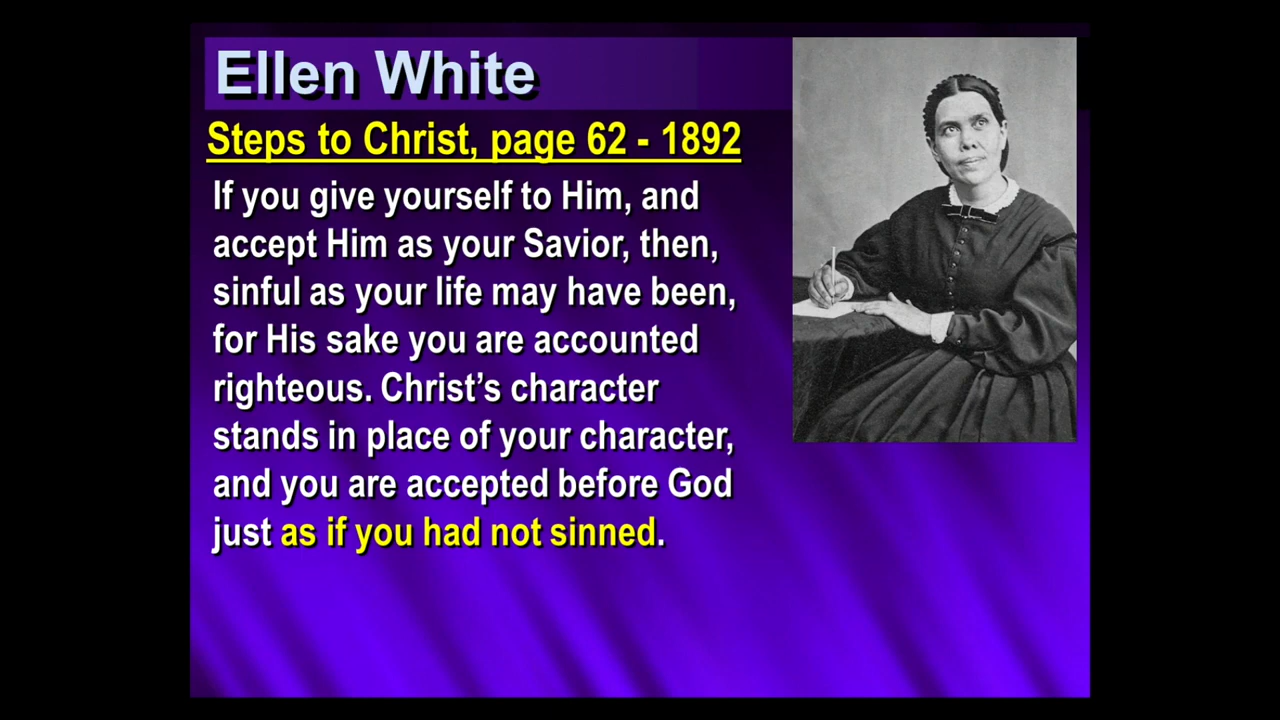 Ellen White
Steps to Christ, page 62 - 1892
If you give yourself to Him, and
accept Him as your Savior, then,
sinful as your life may have been,
for His sake you are accounted
righteous. Christ’s character
stands in place of your character,
and you are accepted before God
just as if you had not sinned.